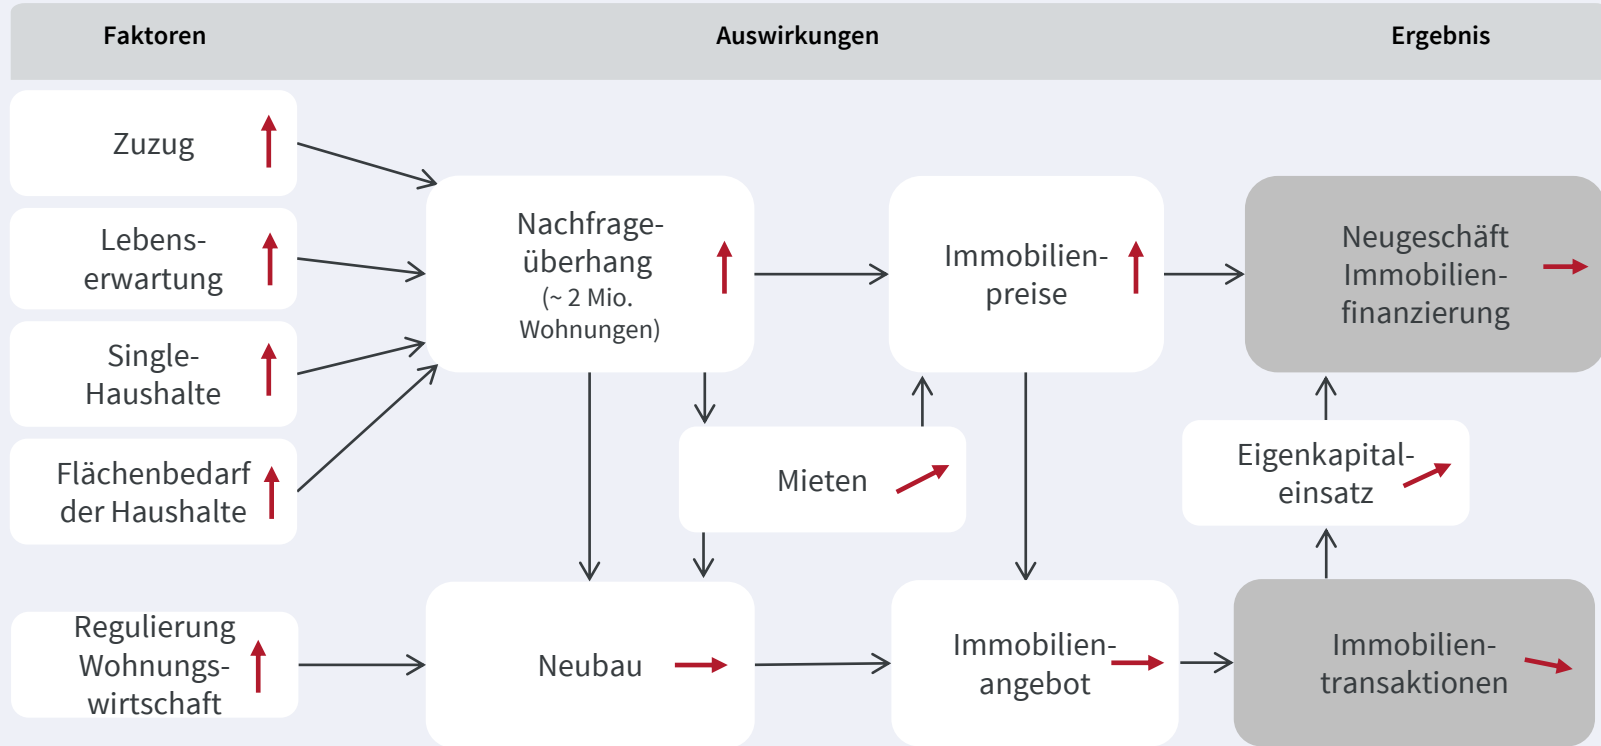 Faktoren
Auswirkungen
Ergebnis
Zuzug
Lebens-
erwartung
Single-
Haushalte
Flächenbedarf
der Haushalte
Regulierung
Wohnungs-
wirtschaft
Nachfrage-
überhang
(~ 2 Mio.
Wohnungen)
Mieten
Neubau
Immobilien-
preise
Immobilien-
angebot
Neugeschäft
Immobilien-
finanzierung
Eigenkapital-
einsatz
Immobilien-
transaktionen